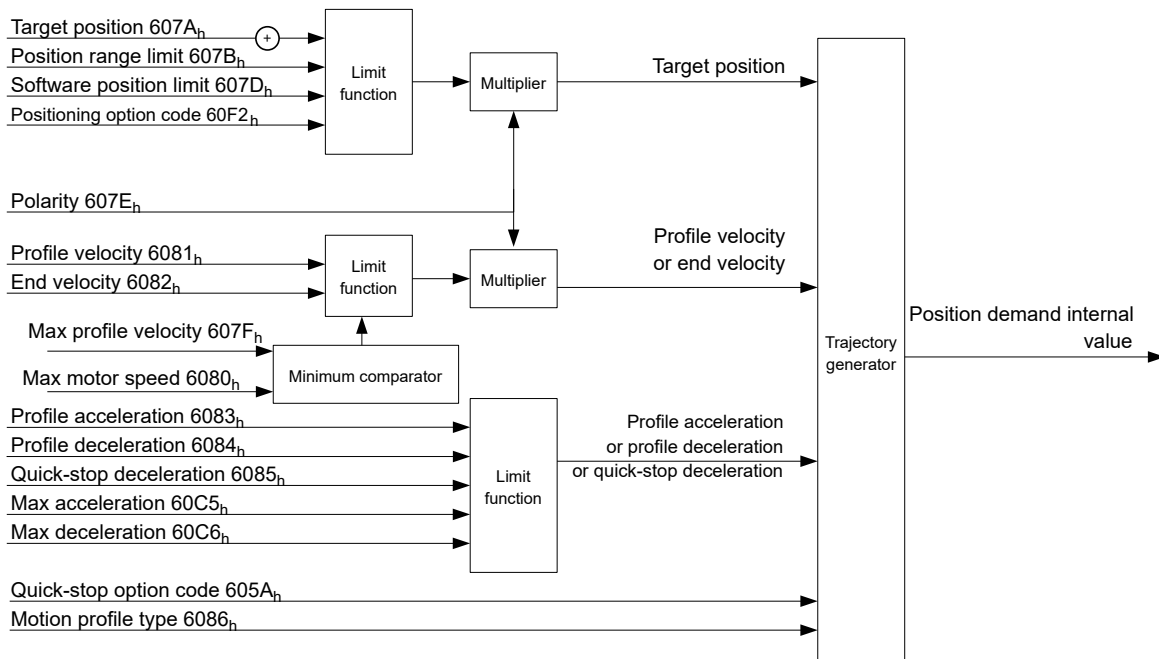 Target position 607Ah
+
Position range limit 607Bh
Software position limit 607Dh
Positioning option code 60F2h
Limit
function
Multiplier
Target position
Polarity 607Eh
Profile velocity 6081h
End velocity 6082h
Limit
function
Multiplier
Profile velocity
or end velocity
Max profile velocity 607Fh
Max motor speed 6080h
Minimum comparator
Trajectory
generator
Position demand internal
value
Profile acceleration 6083h
Profile deceleration 6084h
Quick-stop deceleration 6085h
Max acceleration 60C5h
Max deceleration 60C6h
Limit
function
Profile acceleration
or profile deceleration
or quick-stop deceleration
Quick-stop option code 605Ah
Motion profile type 6086h